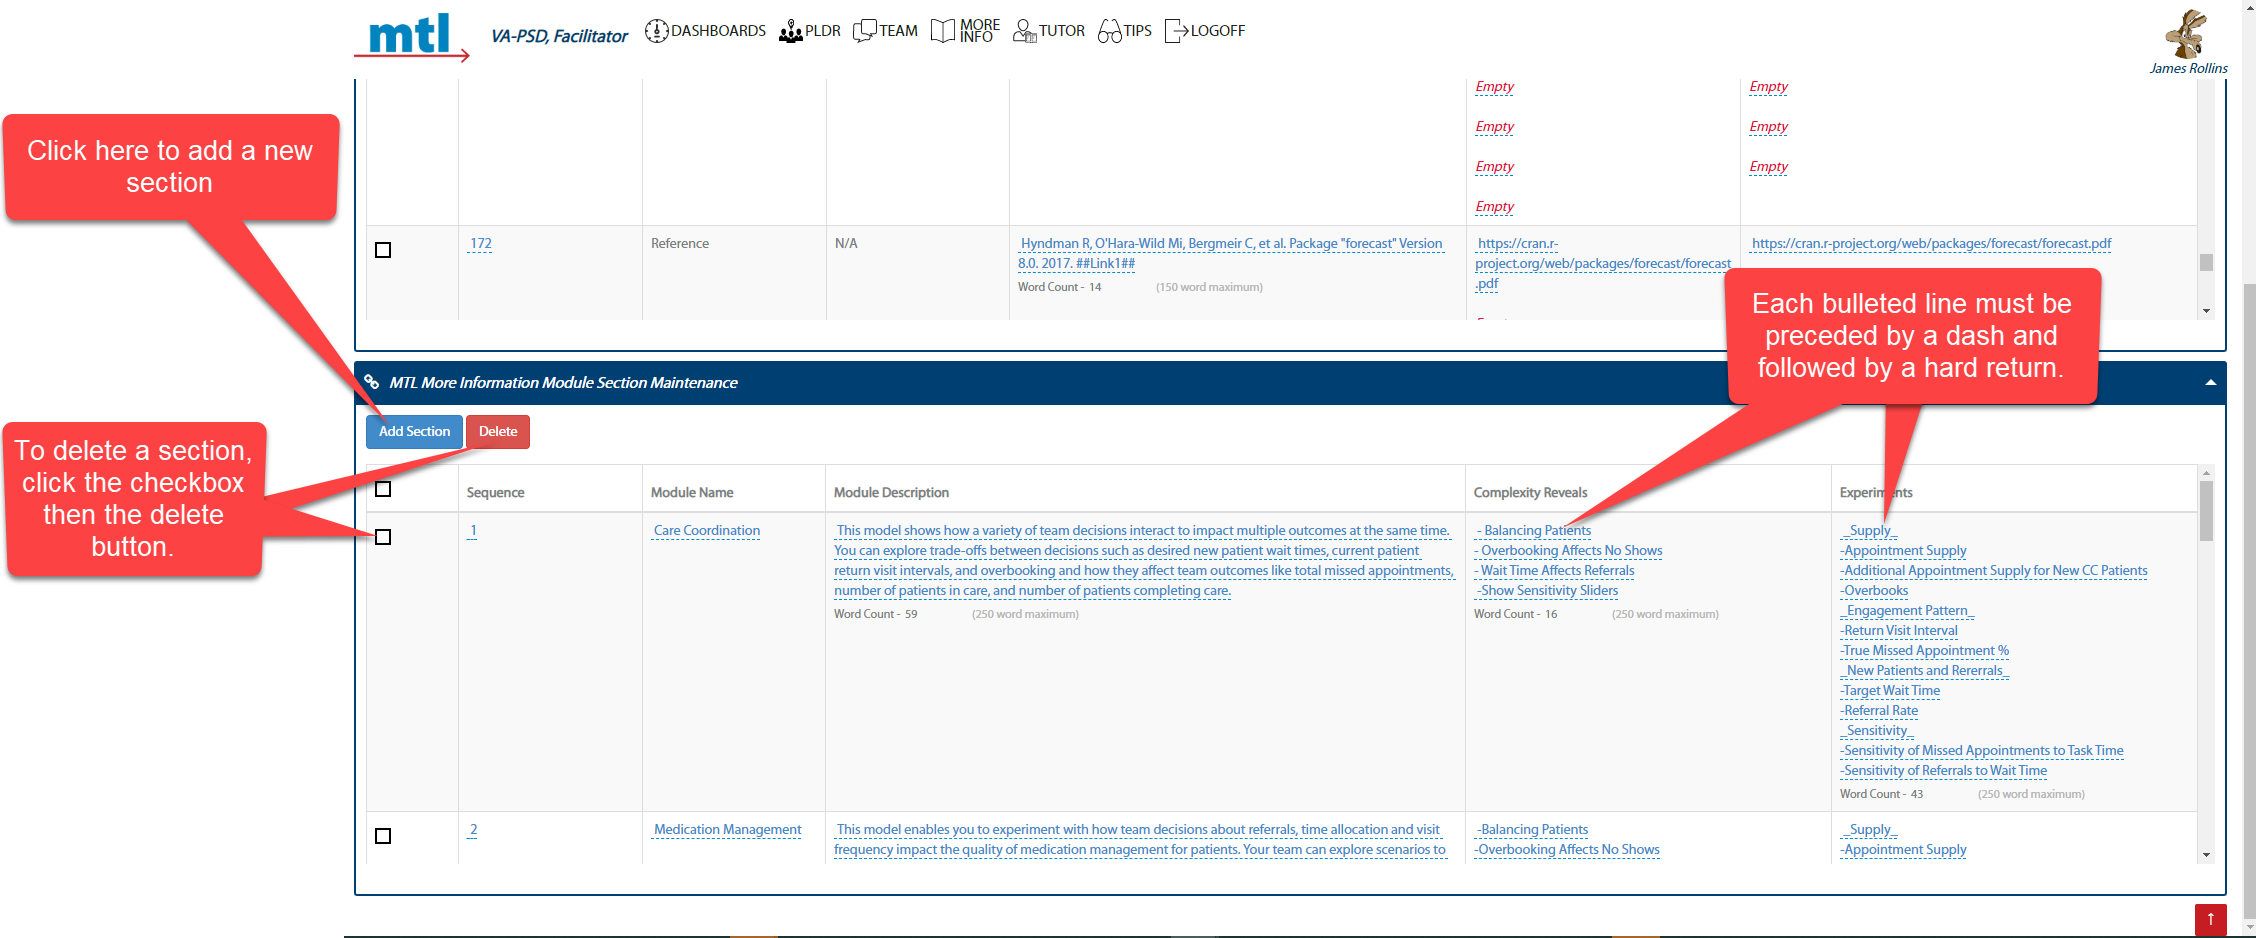 mtl
VA-PSD, Facilitator
DASHBOARDS
PLDR
TEAM
MORE
INFO
TUTOR
TIPS
LOGOFF
James Rollins
Empty
Empty
Empty
Empty
Empty
Empty
Empty
Click here to add a new
section
172
Reference
N/A
Hyndman R, O'Hara-Wild Mi, Bergmeir C, et al. Package "forecast" Version
8.0. 2017. ##Link1##
Word Count - 14 (150 word maximum)
https://cran.r-
project.org/web/packages/forecast/forecast
.pdf
https://cran.r-project.org/web/packages/forecast/forecast.pdf
Each bulleted line must be
preceded by a dash and
followed by a hard return.
MTL More Information Module Section Maintenance
Add Section
Delete
To delete a section,
click the checkbox
then the delete
button.
Sequence
Module Name
Module Description
Complexity Reveals
Experiments
1
Care Coordination
This model shows how a variety of team decisions interact to impact multiple outcomes at the same time.
You can explore trade-offs between decisions such as desired new patient wait times, current patient
return visit intervals, and overbooking and how they affect team outcomes like total missed appointments,
number of patients in care, and number of patients completing care.
Word Count - 59 (250 word maximum)
- Balancing Patients
- Overbooking Affects No Shows
- Wait Time Affects Referrals
-Show Sensitivity Sliders
Word Count - 16 (250 word maximum)
_Supply_
-Appointment Supply
-Additional Appointment Supply for New CC Patients
-Overbooks
_Engagement Pattern_
-Return Visit Interval
-True Missed Appointment %
_New Patients and Rererrals_
-Target Wait Time
-Referral Rate
_Sensitivity_
-Sensitivity of Missed Appointments to Task Time
-Sensitivity of Referrals to Wait Time
Word Count - 43 (250 word maximum)
2
Medication Management
This model enables you to experiment with how team decisions about referrals, time allocation and visit
frequency impact the quality of medication management for patients. Your team can explore scenarios to
-Balancing Patients
-Overbooking Affects No Shows
_Supply_
-Appointment Supply